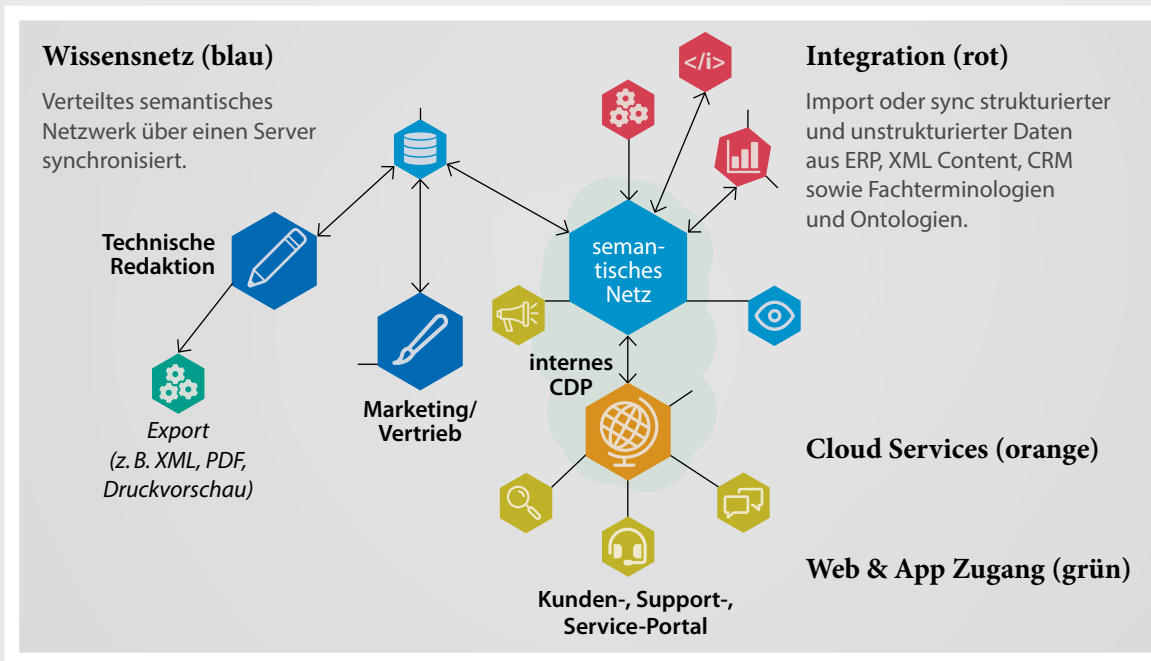 Wissensnetz (blau)
Verteiltes semantisches
Netzwerk über einen Server
synchronisiert.
</i>
Integration (rot)
Import oder sync strukturierter
und unstrukturierter Daten
aus ERP, XML Content, CRM
sowie Fachterminologien
und Ontologien.
Technische
Redaktion
seman-
tisches
Netz
internes
CDP
Marketing/
Vertrieb
Export
(z. B. XML, PDF,
Druckvorschau)
Cloud Services (orange)
Web & App Zugang (grün)
Kunden-, Support-,
Service-Portal